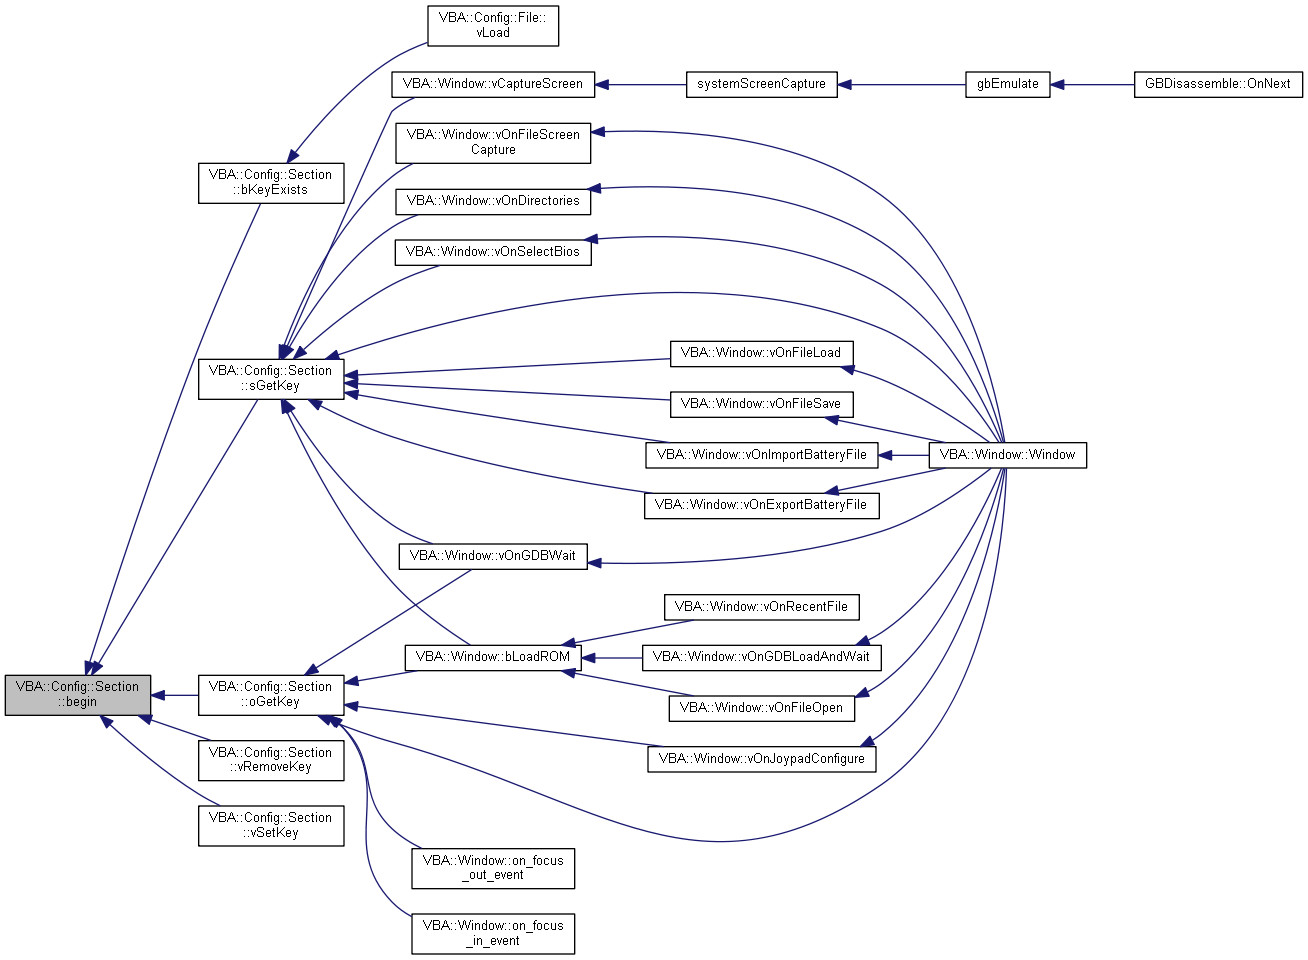 VBA::Config::File::
vLoad
VBA::Window::vCaptureScreen
systemScreenCapture
gbEmulate
GBDisassemble::OnNext
VBA::Window::vOnFileScreen
Capture
VBA::Config::Section
::bKeyExists
VBA::Window::vOnDirectories
VBA::Window::vOnSelectBios
VBA::Window::vOnFileLoad
VBA::Config::Section
::sGetKey
VBA::Window::vOnFileSave
VBA::Window::vOnImportBatteryFile
VBA::Window::Window
VBA::Window::vOnExportBatteryFile
VBA::Window::vOnGDBWait
VBA::Window::vOnRecentFile
VBA::Window::bLoadROM
VBA::Window::vOnGDBLoadAndWait
VBA::Config::Section
::begin
VBA::Config::Section
::oGetKey
VBA::Window::vOnFileOpen
VBA::Config::Section
::vRemoveKey
VBA::Window::vOnJoypadConfigure
VBA::Config::Section
::vSetKey
VBA::Window::on_focus
_out_event
VBA::Window::on_focus
_in_event